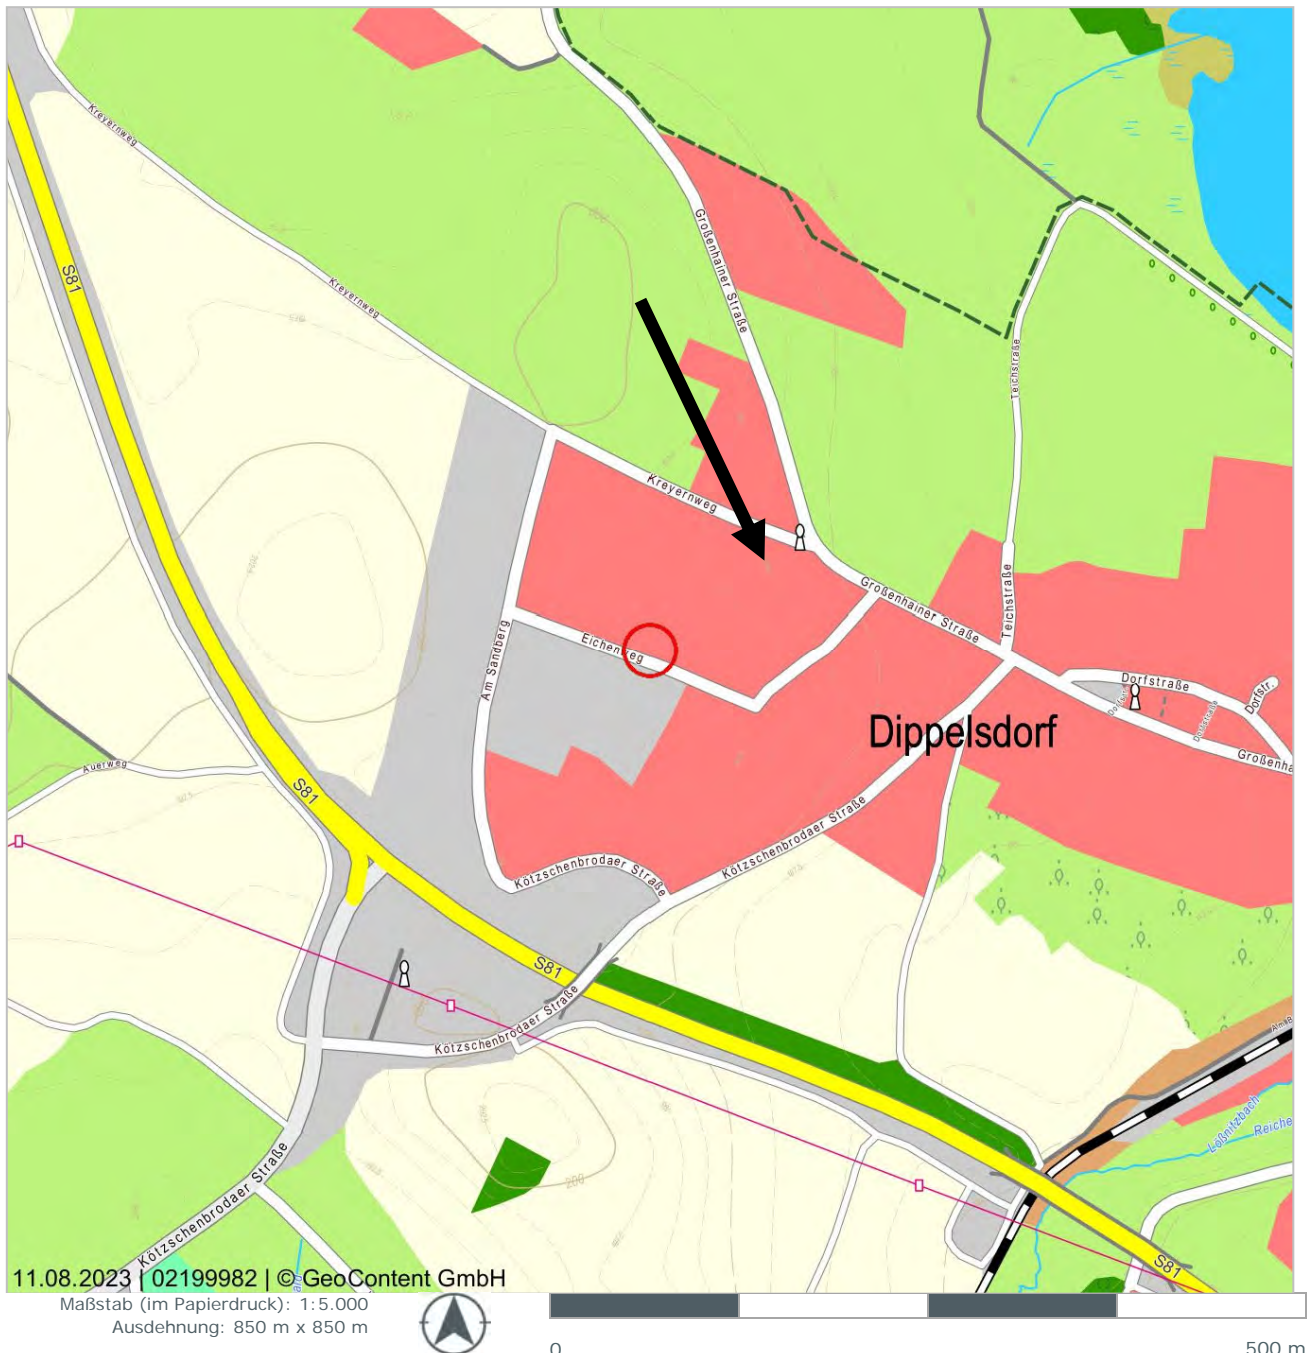 Kreyernweg
S81
Großenhainer Straße
Kreyernweg
Teichstraße
Kreyernweg
Großenhainer Straße
Teichstraße
Eichenweg
Am Sandberg
Dorfstraße
Dorfstr.
Dorfstraße
Dippelsdorf
Großenha
Auerweg
S81
Kötzschenbrodaer Straße
Kötzschenbrodaer Straße
S81
Kötzschenbrodaer Straße
Lößnitzbach
Reiche
200
Kötzschenbrodaer Straße
S81
11.08.2023 | 02199982 | © GeoContent GmbH
Maßstab (im Papierdruck): 1:5.000
Ausdehnung: 850 m x 850 m
0
500 m